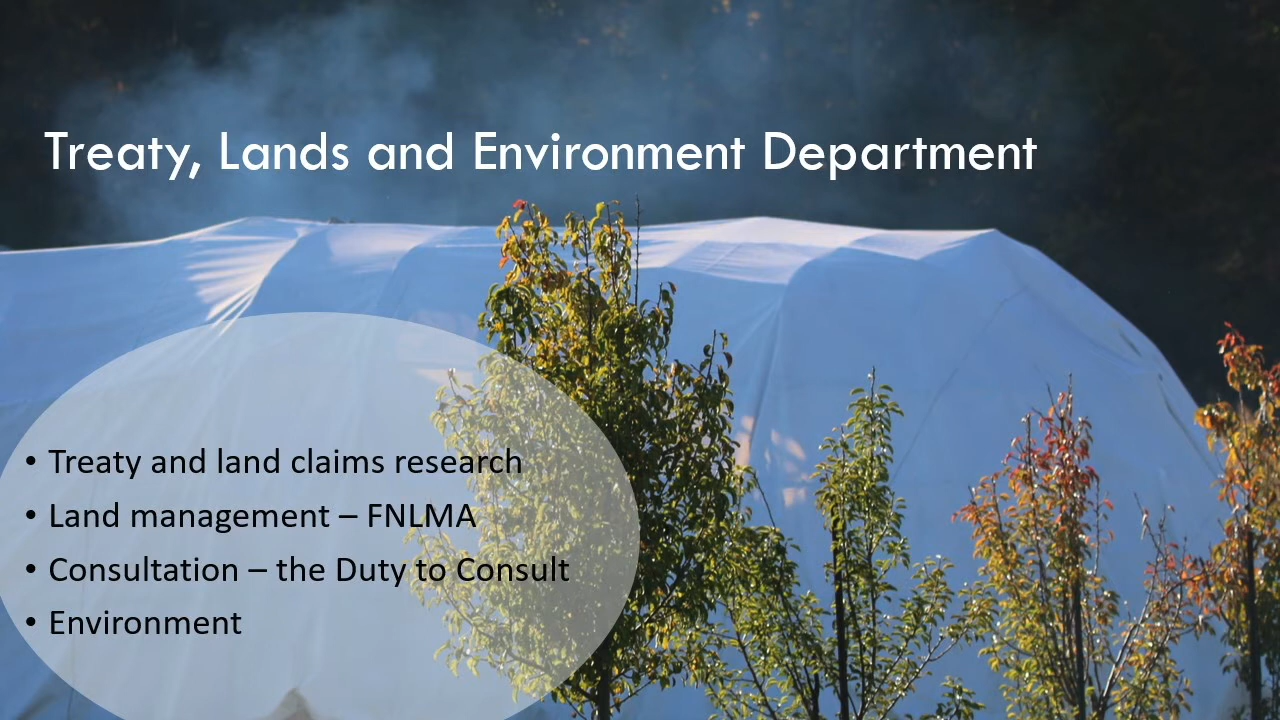 Treaty, Lands and Environment Department
• Treaty and land claims research
• Land management – FNLMA
• Consultation – the Duty to Consult
• Environment